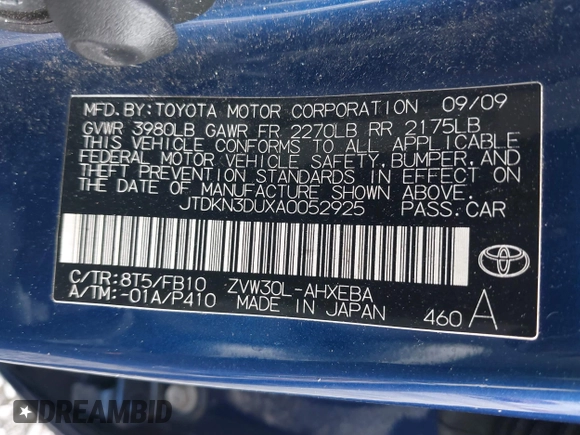 MFD. BY: TOYOTA MOTOR CORPORATION 09/09
GVWR 3980LB GAWR FR 2270LB RR 2175LB
THIS VEHICLE CONFORMS TO ALL APPLICABLE
FEDERAL MOTOR VEHICLE SAFETY, BUMPER, AND
THEFT PREVENTION STANDARDS IN EFFECT ON
THE DATE OF MANUFACTURE SHOWN ABOVE.
JTDKN3DUXA0052925 PASS. CAR
C/TR: 8T5/FB10 ZVW30L-AHXEBA
A/TM: -01A/P410 MADE IN JAPAN 460 A
DREAMBID